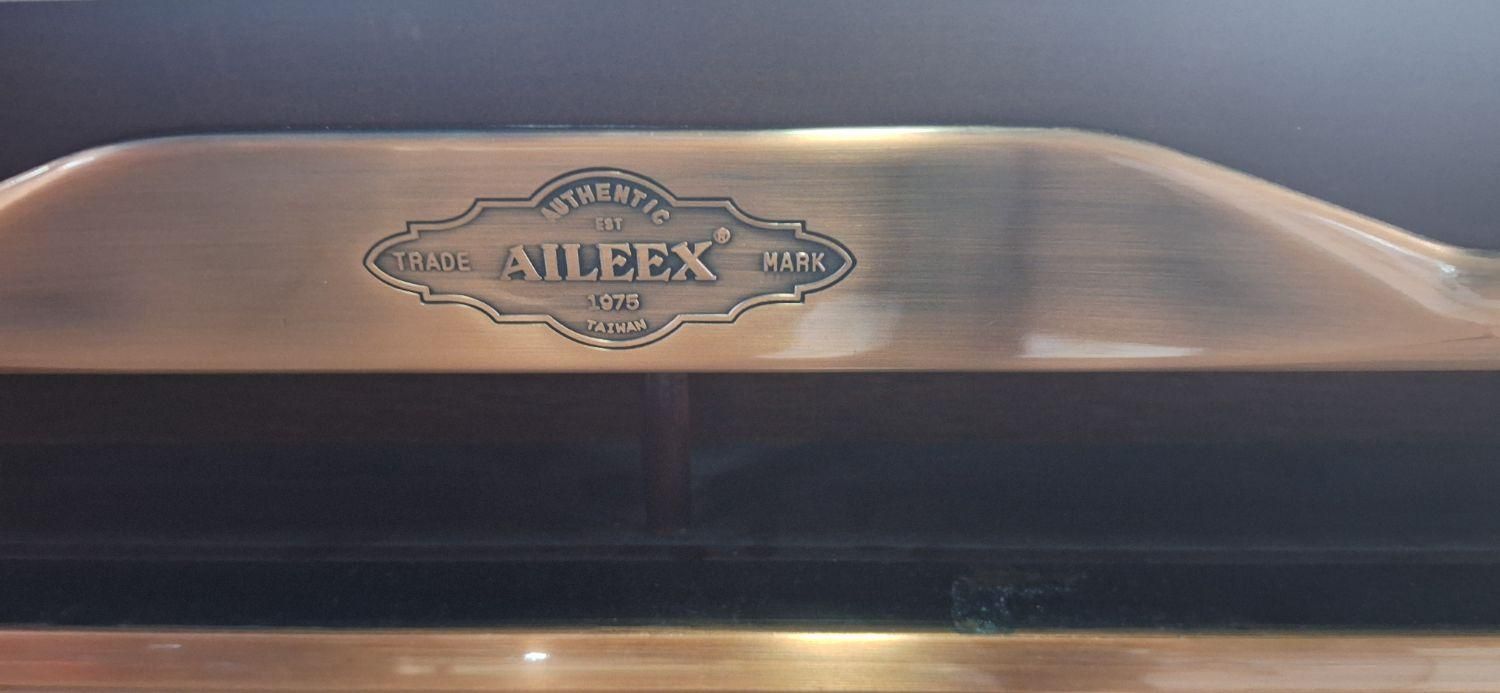 AUTHENTIC
EST
TRADE AILEEX® MARK
1975
TAIWAN